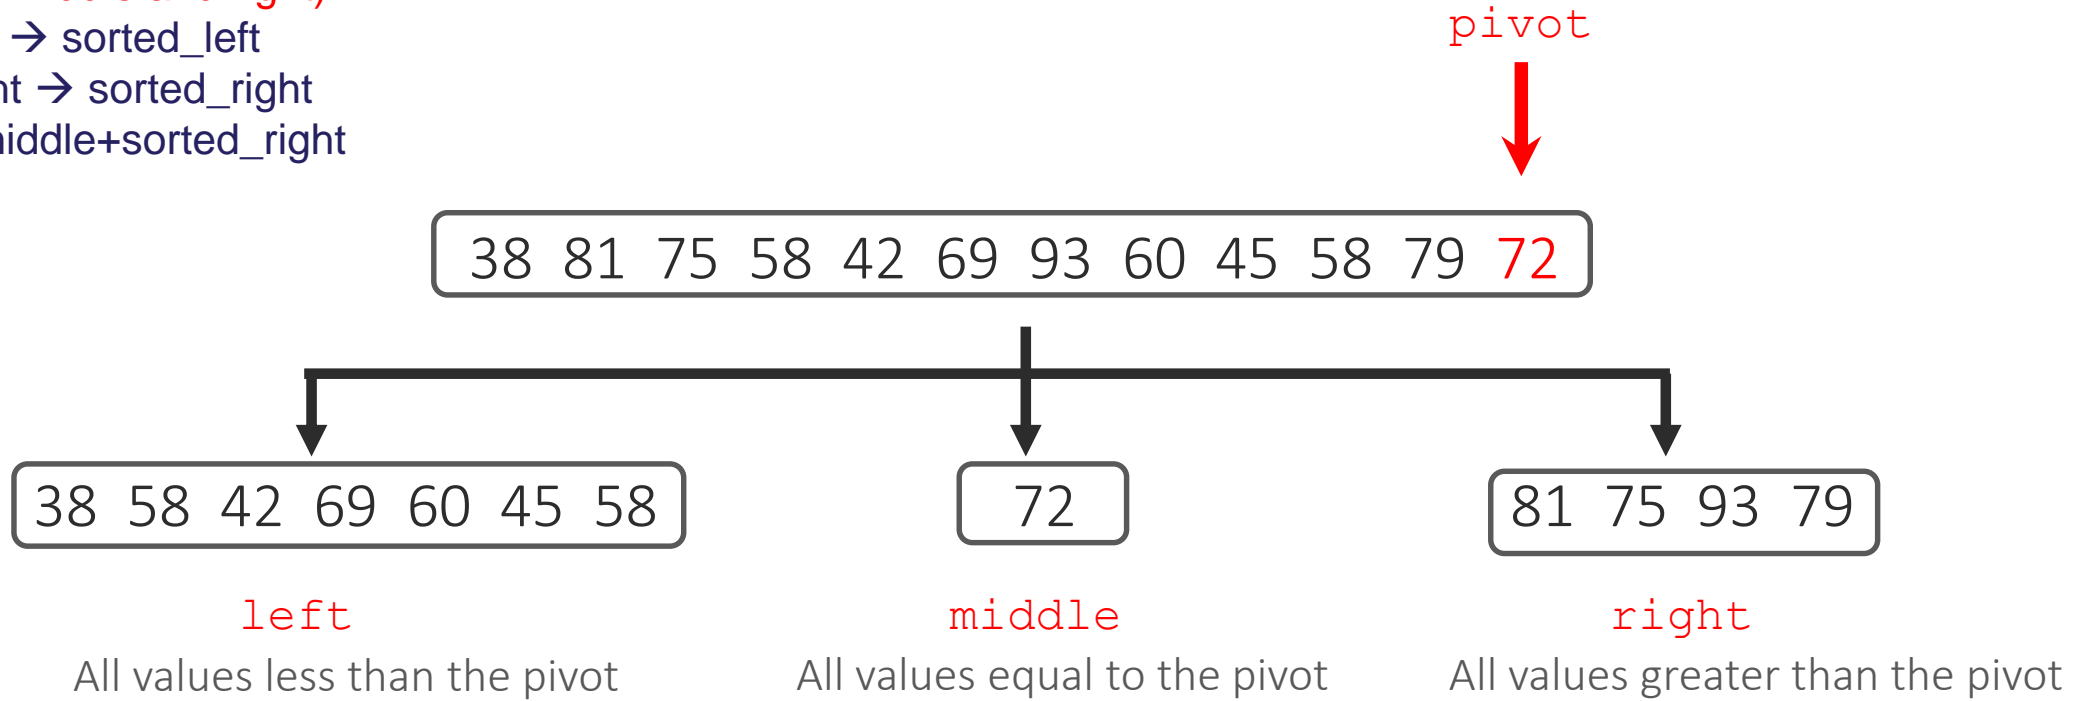 → sorted_left
→ sorted_right
+sorted_right
pivot
38 81 75 58 42 69 93 60 45 58 79 72
38 58 42 69 60 45 58
72
81 75 93 79
left
middle
right
All values less than the pivot
All values equal to the pivot
All values greater than the pivot